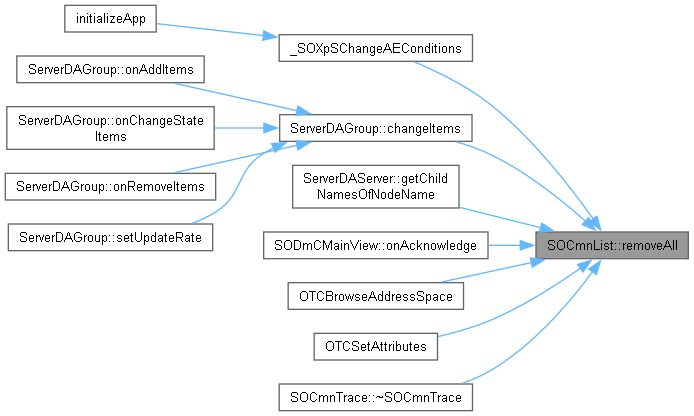 initializeApp
_SOXpSChangeAEConditions
ServerDAGroup::onAddItems
ServerDAGroup::onChangeState
Items
ServerDAGroup::changeItems
ServerDAGroup::onRemoveItems
ServerDAServer::getChild
NamesOfNodeName
ServerDAGroup::setUpdateRate
SODmCMainView::onAcknowledge
SOCmnList::removeAll
OTCBrowseAddressSpace
OTCSetAttributes
SOCmnTrace::~SOCmnTrace